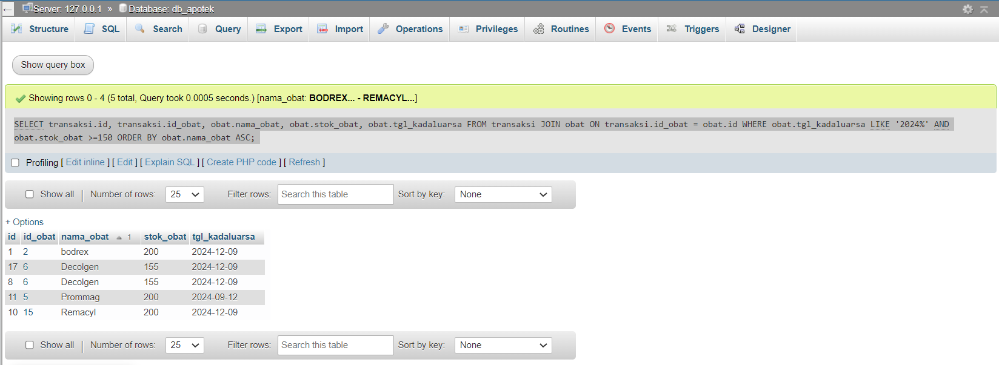 ← Server: 127.0.0.1 » Database: db_apotek
Structure SQL Search Query Export Import Operations Privileges Routines Events Triggers Designer
Show query box
Showing rows 0 - 4 (5 total, Query took 0.0005 seconds.) [nama_obat: BODREX... - REMACYL...]
SELECT transaksi.id, transaksi.id_obat, obat.nama_obat, obat.stok_obat, obat.tgl_kadaluarsa FROM transaksi JOIN obat ON transaksi.id_obat = obat.id WHERE obat.tgl_kadaluarsa LIKE '2024%' AND
obat.stok_obat >=150 ORDER BY obat.nama_obat ASC;
Profiling [ Edit inline ] [ Edit ] [ Explain SQL ] [ Create PHP code ] [ Refresh ]
Show all | Number of rows: 25 Filter rows: Search this table Sort by key: None
+ Options
id id_obat nama_obat 1 stok_obat tgl_kadaluarsa
1 2 bodrex 200 2024-12-09
17 6 Decolgen 155 2024-12-09
8 6 Decolgen 155 2024-12-09
11 5 Prommag 200 2024-09-12
10 15 Remacyl 200 2024-12-09
Show all | Number of rows: 25 Filter rows: Search this table Sort by key: None